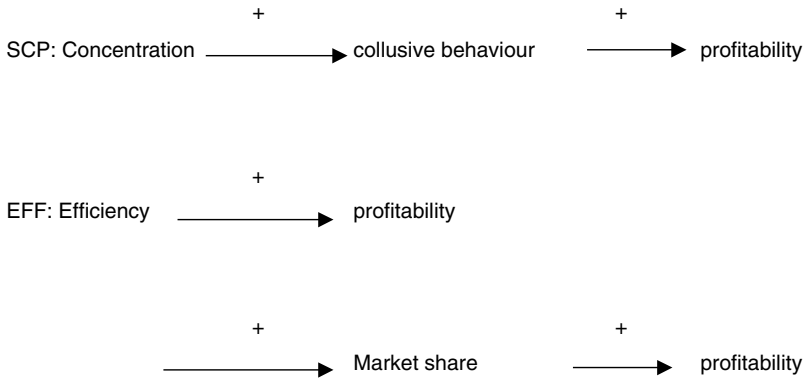 + +
SCP: Concentration collusive behaviour profitability
+
EFF: Efficiency profitability
+ +
Market share profitability